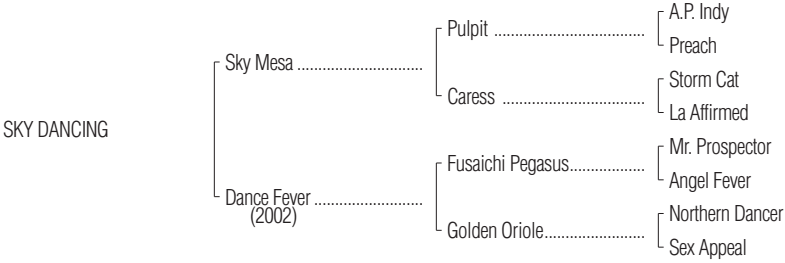 A.P. Indy
Pulpit ......................................
Preach
Sky Mesa ...............................
Storm Cat
Caress ....................................
La Affirmed
SKY DANCING
Mr. Prospector
Fusaichi Pegasus...................
Angel Fever
Dance Fever ...........................
(2002)
Northern Dancer
Golden Oriole.........................
Sex Appeal